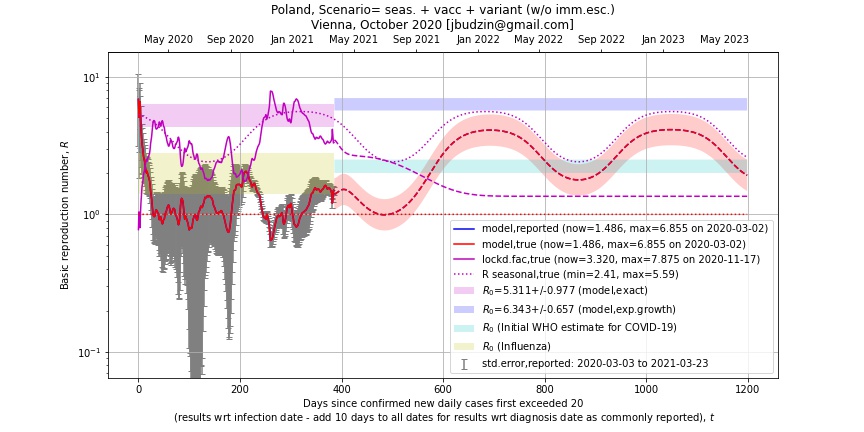 Poland, Scenario= seas. + vacc + variant (w/o imm.esc.)
Vienna, October 2020 [jbudzin@gmail.com]
May 2020 Sep 2020 Jan 2021 May 2021 Sep 2021 Jan 2022 May 2022 Sep 2022 Jan 2023 May 2023
Basic reproduction number, R
10¹
10⁰
10⁻¹
model,reported (now=1.486, max=6.855 on 2020-03-02)
model,true (now=1.486, max=6.855 on 2020-03-02)
lockd.fac,true (now=3.320, max=7.875 on 2020-11-17)
R seasonal,true (min=2.41, max=5.59)
R₀=5.311+/-0.977 (model,exact)
R₀=6.343+/-0.657 (model,exp.growth)
R₀ (Initial WHO estimate for COVID-19)
R₀ (Influenza)
std.error,reported: 2020-03-03 to 2021-03-23
0 200 400 600 800 1000 1200
Days since confirmed new daily cases first exceeded 20
(results wrt infection date - add 10 days to all dates for results wrt diagnosis date as commonly reported), t